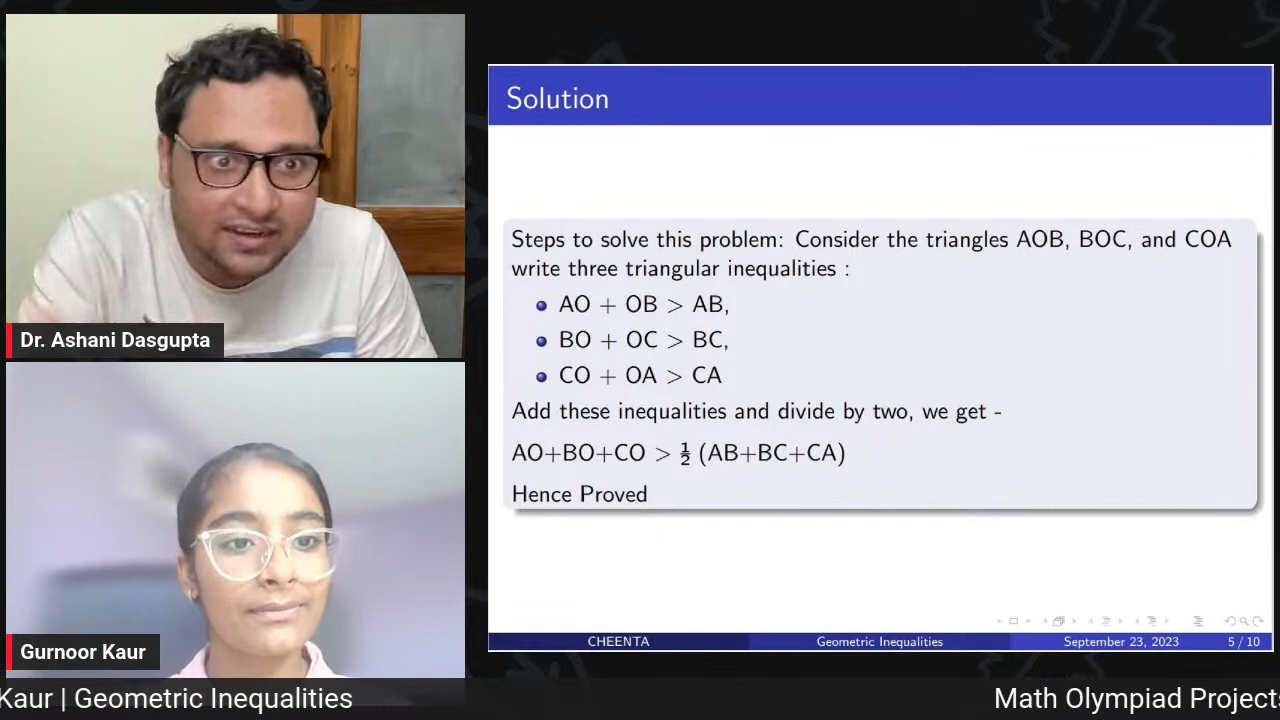 Dr. Ashani Dasgupta
Gurnoor Kaur
Kaur | Geometric Inequalities
Solution
Steps to solve this problem: Consider the triangles AOB, BOC, and COA
write three triangular inequalities :
AO + OB > AB,
BO + OC > BC,
CO + OA > CA
Add these inequalities and divide by two, we get -
AO+BO+CO > ½ (AB+BC+CA)
Hence Proved
CHEENTA Geometric Inequalities September 23, 2023 5 / 10
Math Olympiad Projects